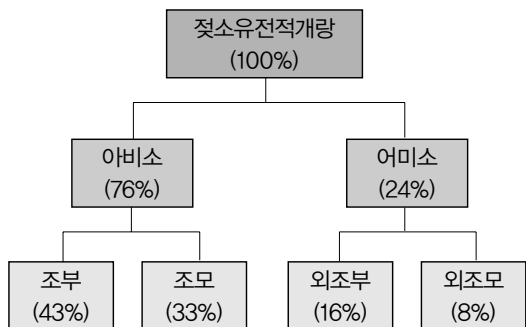 젖소유전적개량
(100%)
아비소
(76%)
어미소
(24%)
조부
(43%)
조모
(33%)
외조부
(16%)
외조모
(8%)